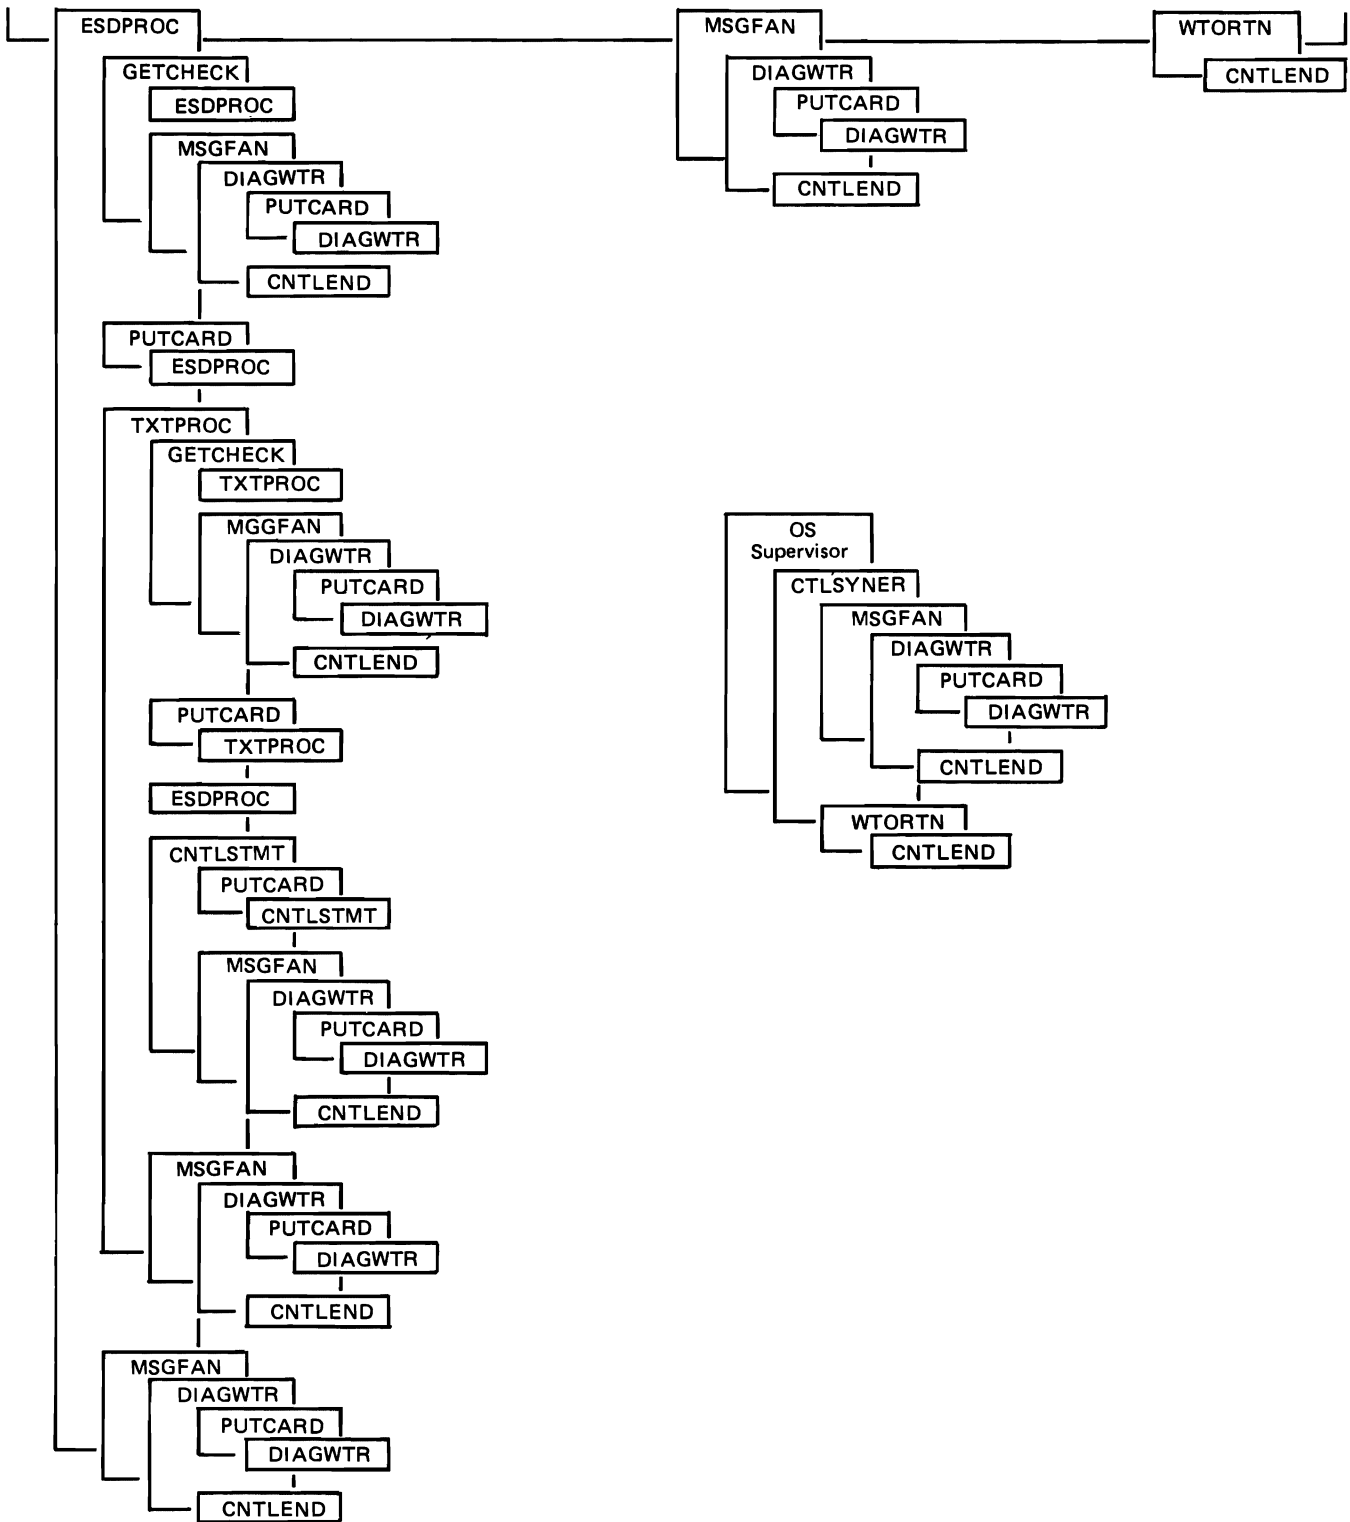 ESDPROC
GETCHECK
ESDPROC
MSGFAN
DIAGWTR
PUTCARD
DIAGWTR
CNTLEND
PUTCARD
ESDPROC
TXTPROC
GETCHECK
TXTPROC
MGGFAN
DIAGWTR
PUTCARD
DIAGWTR
CNTLEND
PUTCARD
TXTPROC
ESDPROC
CNTLSTMT
PUTCARD
CNTLSTMT
MSGFAN
DIAGWTR
PUTCARD
DIAGWTR
CNTLEND
MSGFAN
DIAGWTR
PUTCARD
DIAGWTR
CNTLEND
MSGFAN
DIAGWTR
PUTCARD
DIAGWTR
CNTLEND
MSGFAN
DIAGWTR
PUTCARD
DIAGWTR
CNTLEND
WTORTN
CNTLEND
OS
Supervisor
CTLSYNER
MSGFAN
DIAGWTR
PUTCARD
DIAGWTR
CNTLEND
WTORTN
CNTLEND